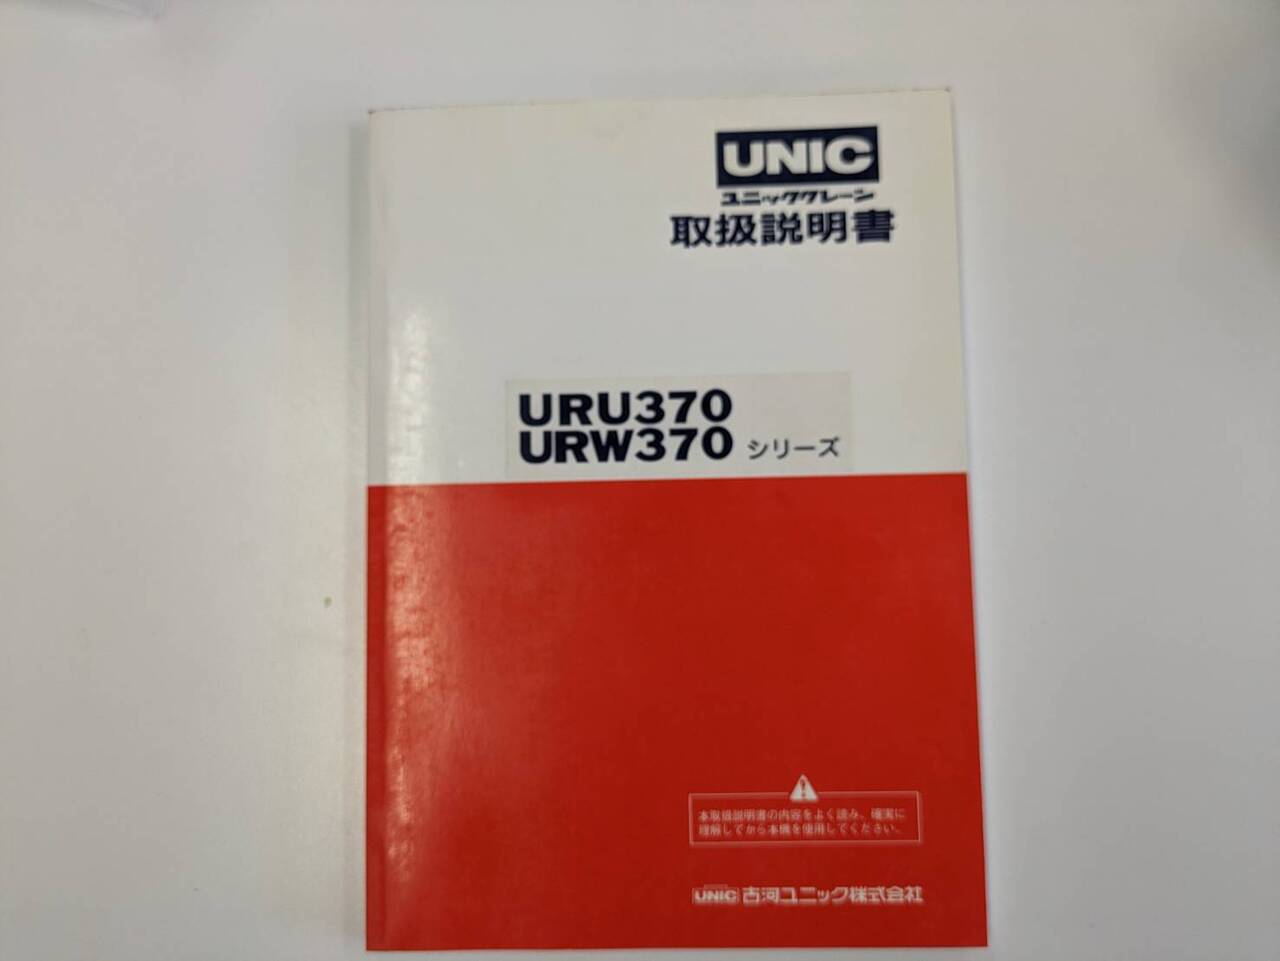 UNIC
ユニッククレーン
取扱説明書
URU370
URW370 シリーズ
本取扱説明書の内容をよく読み、確実に
理解してから本機を使用してください。
UNIC 古河ユニック株式会社